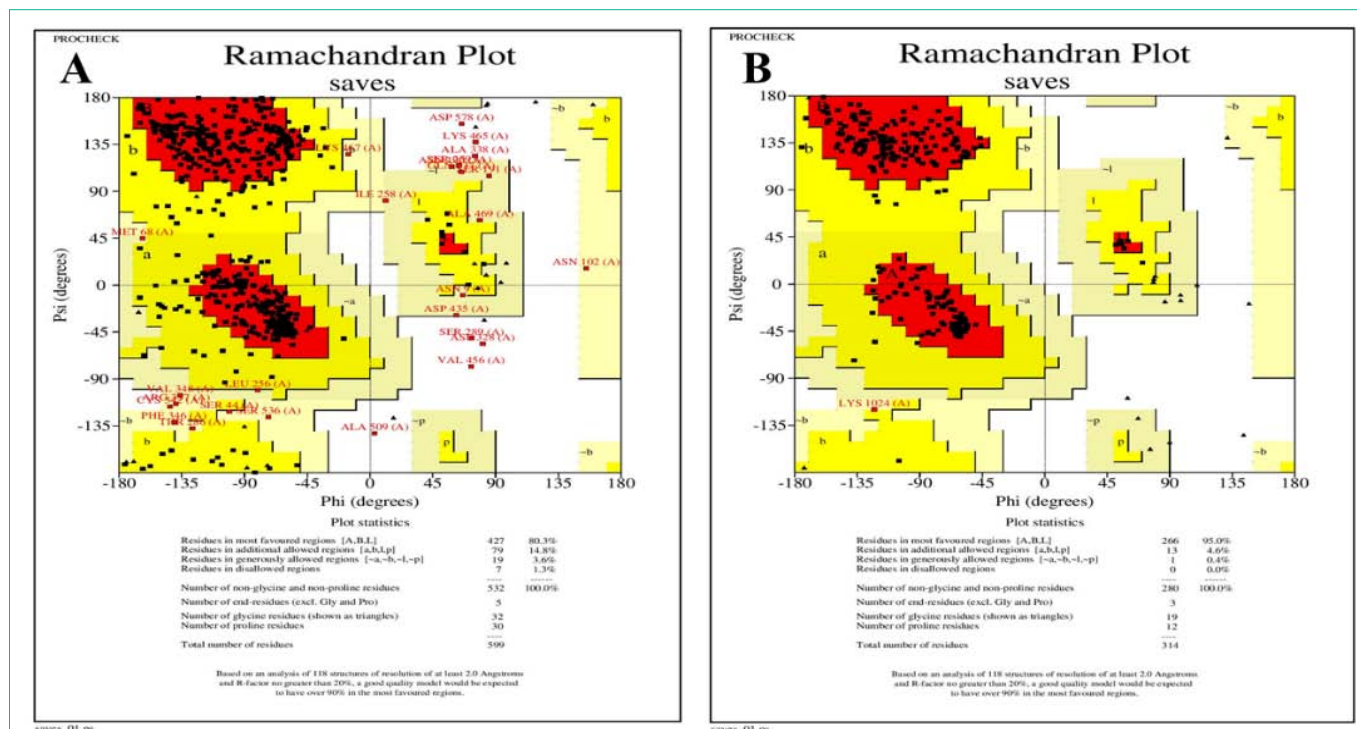 PROCHECK
A
Ramachandran Plot
saves
Psi (degrees)
180
135
90
45
0
-45
-90
-135
ASP 578 (A)
LYS 465 (A)
ALA 338 (A)
ILE 258 (A)
ALA 469 (A)
MET 68 (A)
ASN 102 (A)
ASP 435 (A)
SER 289 (A)
VAL 456 (A)
LEU 256 (A)
SER 44 (A)
SER 536 (A)
PHE 346 (A)
ALA 509 (A)
b
~b
b
~l
l
a
~a
~b
b
~p
p
~b
-180 -135 -90 -45 0 45 90 135 180
Phi (degrees)
Plot statistics
Residues in most favoured regions [A,B,L] 427 80.3%
Residues in additional allowed regions [a,b,l,p] 79 14.8%
Residues in generously allowed regions [~a,~b,~l,~p] 19 3.6%
Residues in disallowed regions 7 1.3%
---- ------
Number of non-glycine and non-proline residues 532 100.0%
Number of end-residues (excl. Gly and Pro) 5
Number of glycine residues (shown as triangles) 32
Number of proline residues 30
----
Total number of residues 599
Based on an analysis of 118 structures of resolution of at least 2.0 Angstroms
and R-factor no greater than 20%, a good quality model would be expected
to have over 90% in the most favoured regions.
PROCHECK
B
Ramachandran Plot
saves
Psi (degrees)
180
135
90
45
0
-45
-90
-135
B
b
~b
~b
b
~l
l
A
a
~a
LYS 1024 (A)
~b
b
~p
p
~b
-180 -135 -90 -45 0 45 90 135 180
Phi (degrees)
Plot statistics
Residues in most favoured regions [A,B,L] 266 95.0%
Residues in additional allowed regions [a,b,l,p] 13 4.6%
Residues in generously allowed regions [~a,~b,~l,~p] 1 0.4%
Residues in disallowed regions 0 0.0%
---- ------
Number of non-glycine and non-proline residues 280 100.0%
Number of end-residues (excl. Gly and Pro) 3
Number of glycine residues (shown as triangles) 19
Number of proline residues 12
----
Total number of residues 314
Based on an analysis of 118 structures of resolution of at least 2.0 Angstroms
and R-factor no greater than 20%, a good quality model would be expected
to have over 90% in the most favoured regions.